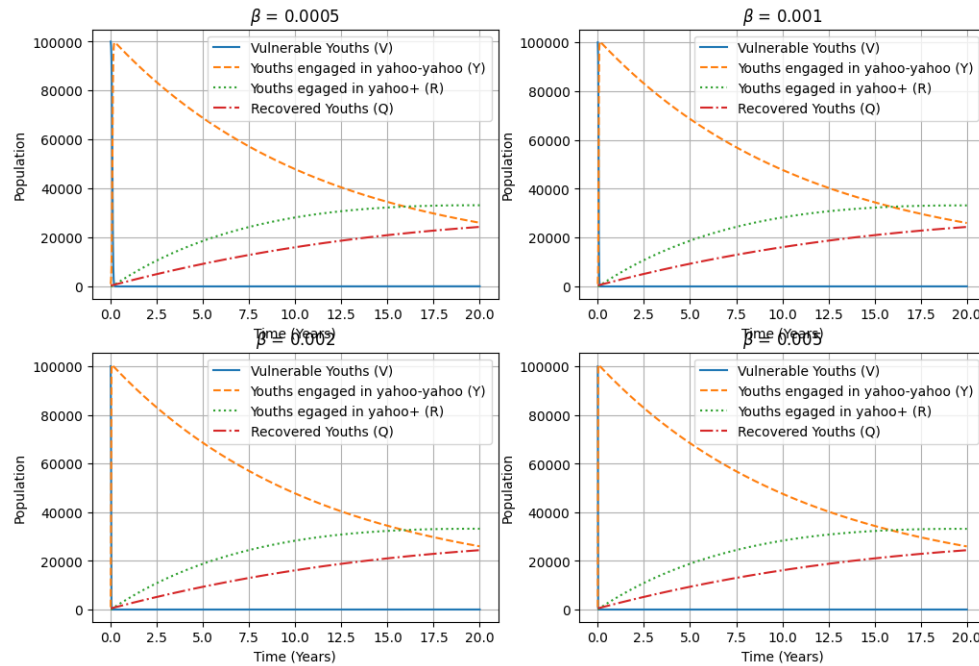 β = 0.0005
Population
100000
80000
60000
40000
20000
0
Vulnerable Youths (V)
Youths engaged in yahoo-yahoo (Y)
Youths egaged in yahoo+ (R)
Recovered Youths (Q)
0.0 2.5 5.0 7.5 10.0 12.5 15.0 17.5 20.0
Time (Years)
β = 0.001
Population
100000
80000
60000
40000
20000
0
Vulnerable Youths (V)
Youths engaged in yahoo-yahoo (Y)
Youths egaged in yahoo+ (R)
Recovered Youths (Q)
0.0 2.5 5.0 7.5 10.0 12.5 15.0 17.5 20.0
Time (Years)
β = 0.002
Population
100000
80000
60000
40000
20000
0
Vulnerable Youths (V)
Youths engaged in yahoo-yahoo (Y)
Youths egaged in yahoo+ (R)
Recovered Youths (Q)
0.0 2.5 5.0 7.5 10.0 12.5 15.0 17.5 20.0
Time (Years)
β = 0.005
Population
100000
80000
60000
40000
20000
0
Vulnerable Youths (V)
Youths engaged in yahoo-yahoo (Y)
Youths egaged in yahoo+ (R)
Recovered Youths (Q)
0.0 2.5 5.0 7.5 10.0 12.5 15.0 17.5 20.0
Time (Years)